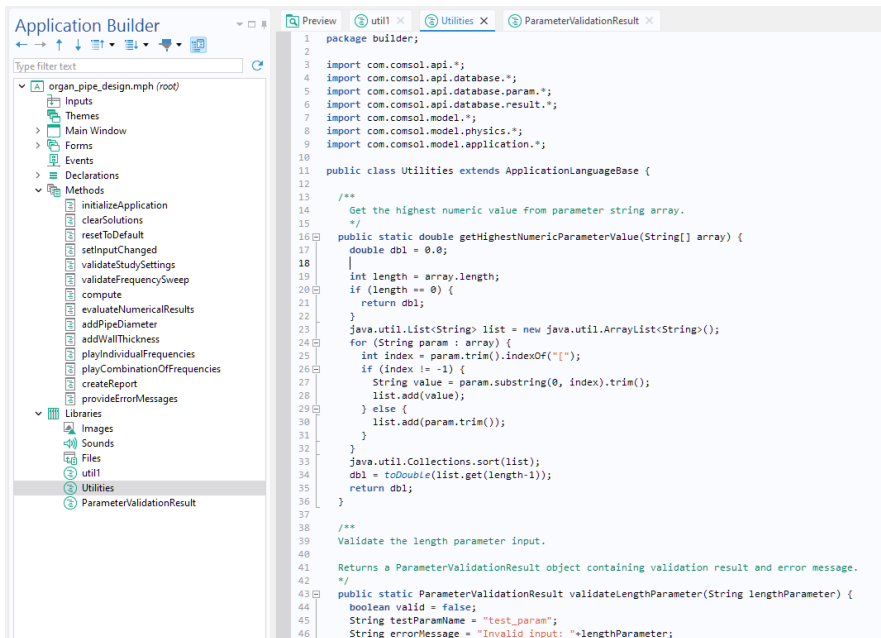 Application Builder
Type filter text
organ_pipe_design.mph (root)
Inputs
Themes
Main Window
Forms
Events
Declarations
Methods
initializeApplication
clearSolutions
resetToDefault
setInputChanged
validateStudySettings
validateFrequencySweep
compute
evaluateNumericalResults
addPipeDiameter
addWallThickness
playIndividualFrequencies
playCombinationOfFrequencies
createReport
provideErrorMessages
Libraries
Images
Sounds
Files
util1
Utilities
ParameterValidationResult
Preview util1 Utilities ParameterValidationResult
1 package builder;
2
3 import com.comsol.api.*;
4 import com.comsol.api.database.*;
5 import com.comsol.api.database.param.*;
6 import com.comsol.api.database.result.*;
7 import com.comsol.model.*;
8 import com.comsol.model.physics.*;
9 import com.comsol.model.application.*;
10
11 public class Utilities extends ApplicationLanguageBase {
12
13 /**
14 Get the highest numeric value from parameter string array.
15 */
16 public static double getHighestNumericParameterValue(String[] array) {
17 double dbl = 0.0;
18
19 int length = array.length;
20 if (length == 0) {
21 return dbl;
22 }
23 java.util.List<String> list = new java.util.ArrayList<String>();
24 for (String param : array) {
25 int index = param.trim().indexOf("[");
26 if (index != -1) {
27 String value = param.substring(0, index).trim();
28 list.add(value);
29 } else {
30 list.add(param.trim());
31 }
32 }
33 java.util.Collections.sort(list);
34 dbl = toDouble(list.get(length-1));
35 return dbl;
36 }
37
38 /**
39 Validate the length parameter input.
40
41 Returns a ParameterValidationResult object containing validation result and error message.
42 */
43 public static ParameterValidationResult validateLengthParameter(String lengthParameter) {
44 boolean valid = false;
45 String testParamName = "test_param";
46 String errorMessage = "Invalid input: "+lengthParameter;